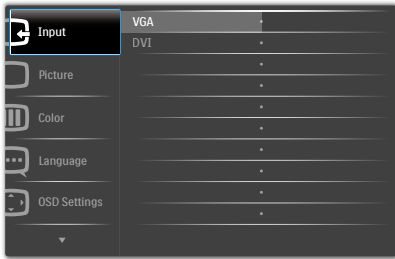 Input
VGA
DVI
Picture
Color
Language
OSD Settings